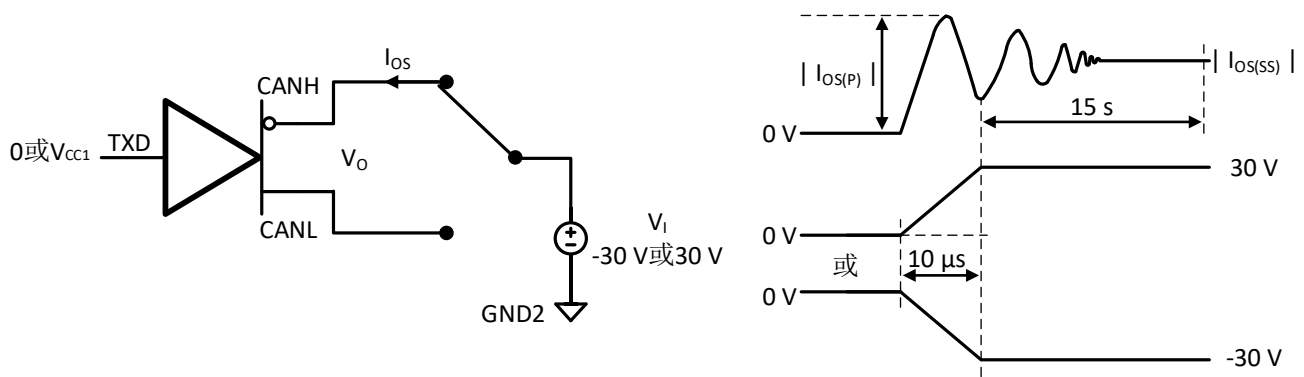 I_OS
CANH
0或V_CC1
TXD
V_O
CANL
V_I
-30 V或30 V
GND2
| I_OS(P) |
| I_OS(SS) |
15 s
0 V
30 V
0 V
或
10 µs
0 V
-30 V